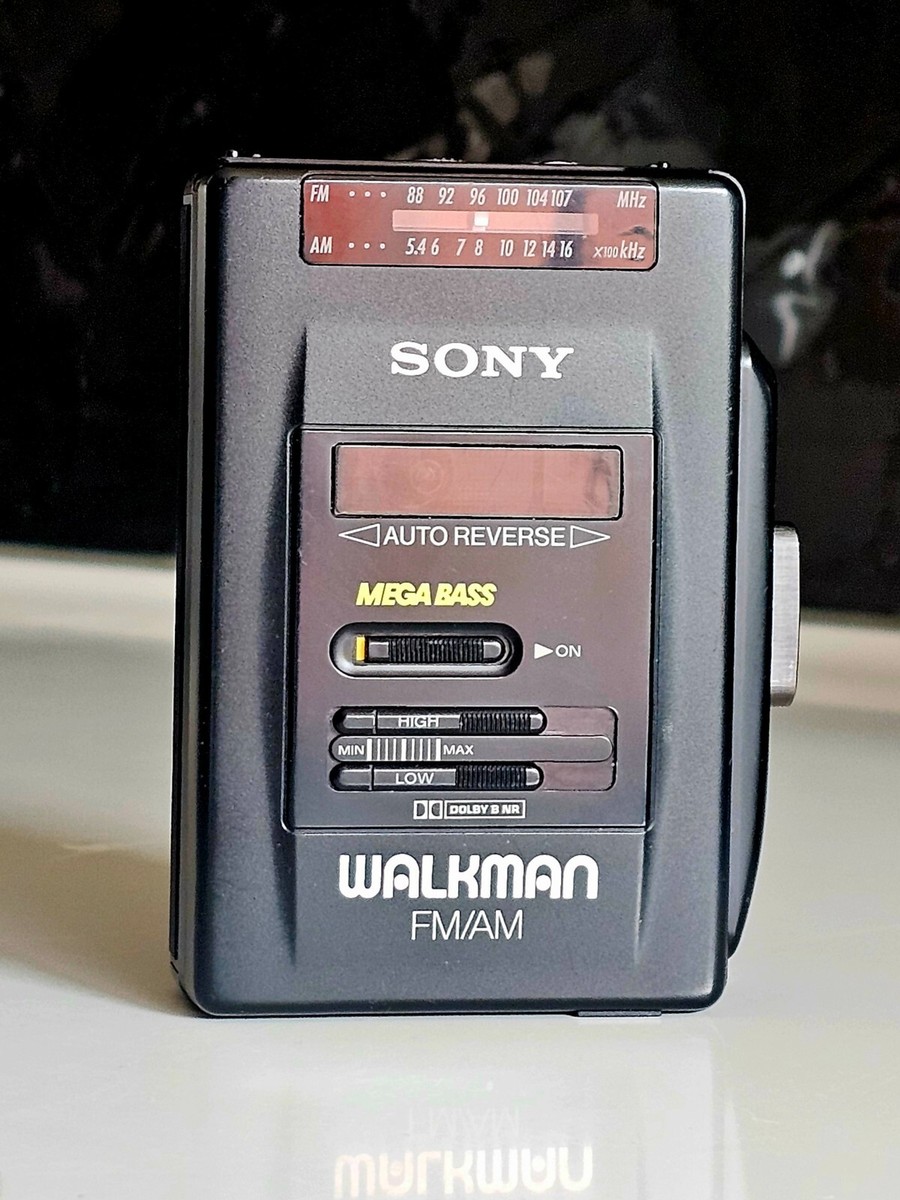 FM • • • 88 92 96 100 104 107 MHz
AM • • • 5.4 6 7 8 10 12 14 16 ×100 kHz
SONY
AUTO REVERSE
MEGA BASS
▶ON
HIGH
MIN MAX
LOW
DOLBY B NR
WALKMAN
FM/AM